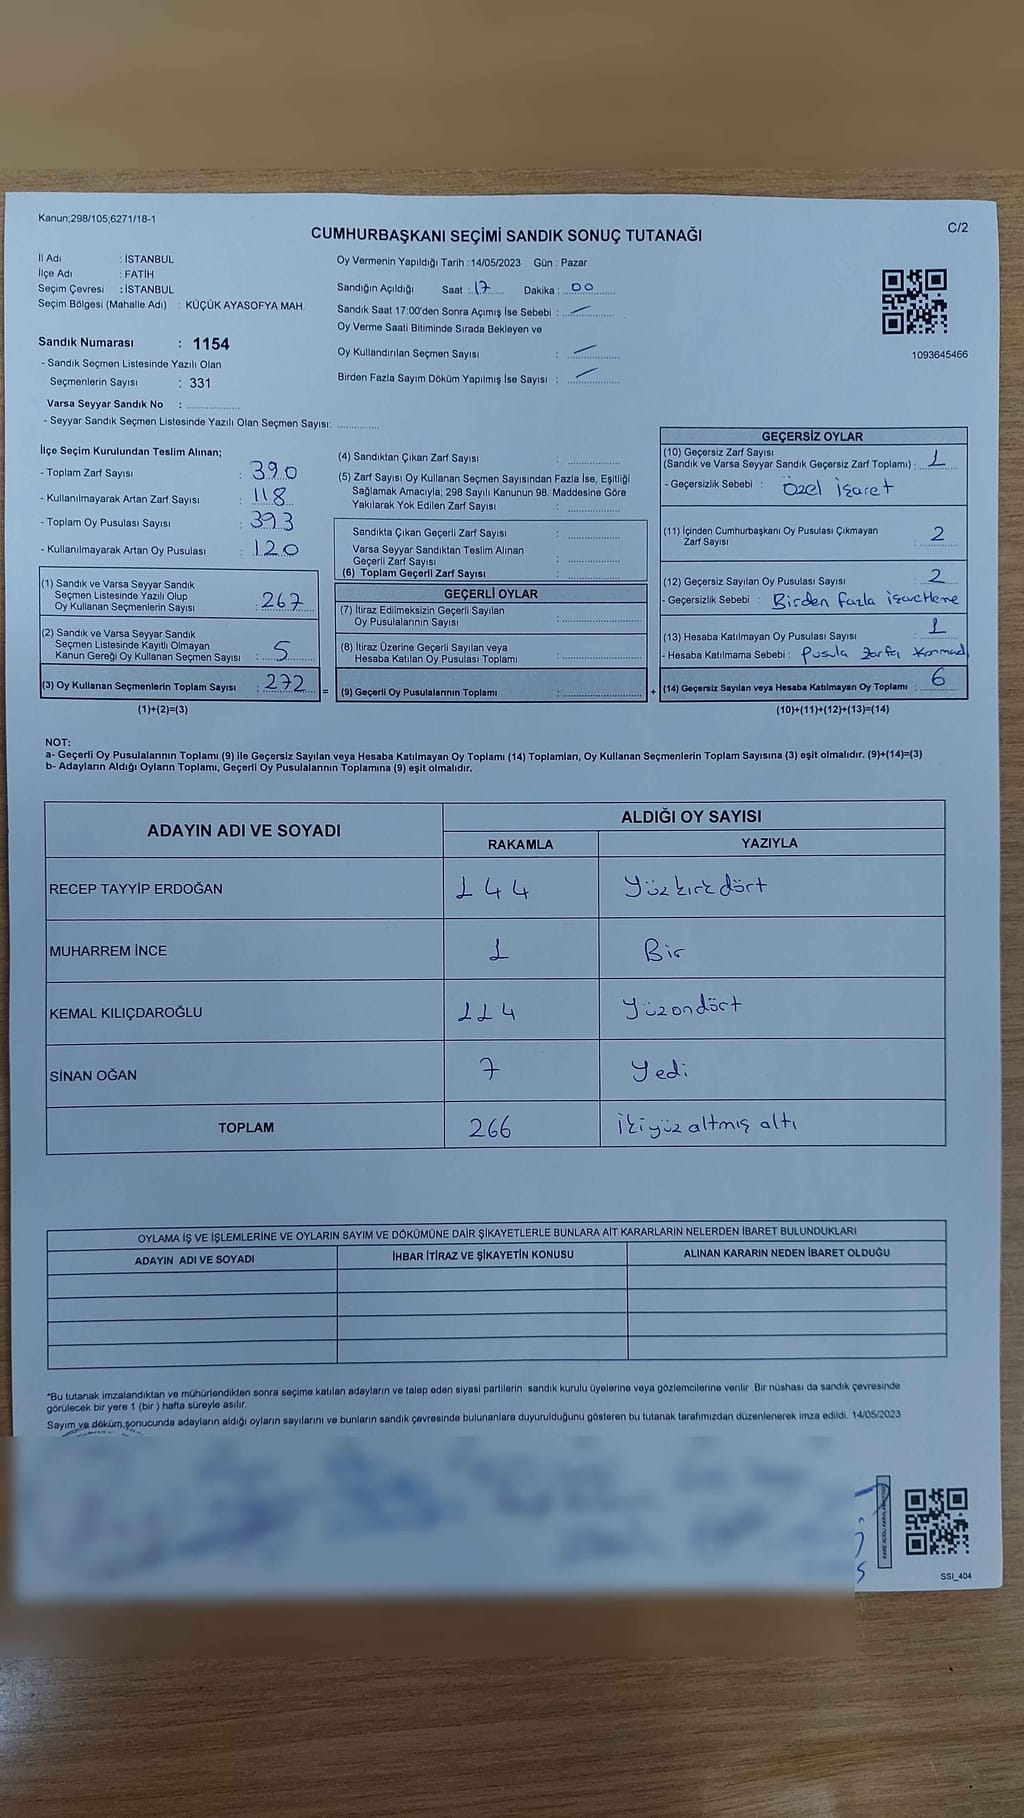 Kanun;298/105,6271/18-1
C/2
CUMHURBAŞKANI SEÇİMİ SANDIK SONUÇ TUTANAĞI
İl Adı : İSTANBUL
İlçe Adı : FATİH
Seçim Çevresi : İSTANBUL
Seçim Bölgesi (Mahalle Adı) : KÜÇÜK AYASOFYA MAH.
Sandık Numarası : 1154
- Sandık Seçmen Listesinde Yazılı Olan
Seçmenlerin Sayısı : 331
Varsa Seyyar Sandık No :
- Seyyar Sandık Seçmen Listesinde Yazılı Olan Seçmen Sayısı:
Oy Vermenin Yapıldığı Tarih :14/05/2023 Gün : Pazar
Sandığın Açıldığı Saat : 17 Dakika : 00
Sandık Saat 17:00'den Sonra Açımış İse Sebebi : —
Oy Verme Saati Bitiminde Sırada Bekleyen ve
Oy Kullandırılan Seçmen Sayısı : —
Birden Fazla Sayım Döküm Yapılmış İse Sayısı : —
1093645466
İlçe Seçim Kurulundan Teslim Alınan;
- Toplam Zarf Sayısı : 390
- Kullanılmayarak Artan Zarf Sayısı : 118
- Toplam Oy Pusulası Sayısı : 393
- Kullanılmayarak Artan Oy Pusulası : 120
(1) Sandık ve Varsa Seyyar Sandık
Seçmen Listesinde Yazılı Olup
Oy Kullanan Seçmenlerin Sayısı : 267
(2) Sandık ve Varsa Seyyar Sandık
Seçmen Listesinde Kayıtlı Olmayan
Kanun Gereği Oy Kullanan Seçmen Sayısı : 5
(3) Oy Kullanan Seçmenlerin Toplam Sayısı : 272 =
(1)+(2)=(3)
(4) Sandıktan Çıkan Zarf Sayısı :
(5) Zarf Sayısı Oy Kullanan Seçmen Sayısından Fazla İse, Eşitliği
Sağlamak Amacıyla; 298 Sayılı Kanunun 98. Maddesine Göre
Yakılarak Yok Edilen Zarf Sayısı :
Sandıkta Çıkan Geçerli Zarf Sayısı :
Varsa Seyyar Sandıktan Teslim Alınan
Geçerli Zarf Sayısı :
(6) Toplam Geçerli Zarf Sayısı :
GEÇERLİ OYLAR
(7) İtiraz Edilmeksizin Geçerli Sayılan
Oy Pusulalarının Sayısı :
(8) İtiraz Üzerine Geçerli Sayılan veya
Hesaba Katılan Oy Pusulası Toplamı :
(9) Geçerli Oy Pusulalarının Toplamı : +
GEÇERSİZ OYLAR
(10) Geçersiz Zarf Sayısı
(Sandık ve Varsa Seyyar Sandık Geçersiz Zarf Toplamı) : 1
- Geçersizlik Sebebi : Özel İşaret
(11) İçinden Cumhurbaşkanı Oy Pusulası Çıkmayan
Zarf Sayısı : 2
(12) Geçersiz Sayılan Oy Pusulası Sayısı : 2
- Geçersizlik Sebebi : Birden fazla işaretleme
(13) Hesaba Katılmayan Oy Pusulası Sayısı : 1
- Hesaba Katılmama Sebebi : Pusula zarfa
(14) Geçersiz Sayılan veya Hesaba Katılmayan Oy Toplamı : 6
(10)+(11)+(12)+(13)=(14)
NOT:
a- Geçerli Oy Pusulalarının Toplamı (9) ile Geçersiz Sayılan veya Hesaba Katılmayan Oy Toplamı (14) Toplamları, Oy Kullanan Seçmenlerin Toplam Sayısına (3) eşit olmalıdır. (9)+(14)=(3)
b- Adayların Aldığı Oyların Toplamı, Geçerli Oy Pusulalarının Toplamına (9) eşit olmalıdır.
ADAYIN ADI VE SOYADI
ALDIĞI OY SAYISI
RAKAMLA YAZIYLA
RECEP TAYYİP ERDOĞAN 144 Yüzkırkdört
MUHARREM İNCE 1 Bir
KEMAL KILIÇDAROĞLU 114 Yüzondört
SİNAN OĞAN 7 Yedi
TOPLAM 266 İkiyüz altmış altı
OYLAMA İŞ VE İŞLEMLERİNE VE OYLARIN SAYIM VE DÖKÜMÜNE DAİR ŞİKAYETLERLE BUNLARA AİT KARARLARIN NELERDEN İBARET BULUNDUKLARI
ADAYIN ADI VE SOYADI İHBAR İTİRAZ VE ŞİKAYETİN KONUSU ALINAN KARARIN NEDEN İBARET OLDUĞU
*Bu tutanak imzalandıktan ve mühürlendikten sonra seçime katılan adayların ve talep eden siyasi partilerin sandık kurulu üyelerine veya gözlemcilerine verilir Bir nüshası da sandık çevresinde
görülecek bir yere 1 (bir ) hafta süreyle asılır.
Sayım ve döküm sonucunda adayların aldığı oyların sayılarını ve bunların sandık çevresinde bulunanlara duyurulduğunu gösteren bu tutanak tarafımızdan düzenlenerek imza edildi. 14/05/2023
SSI_404